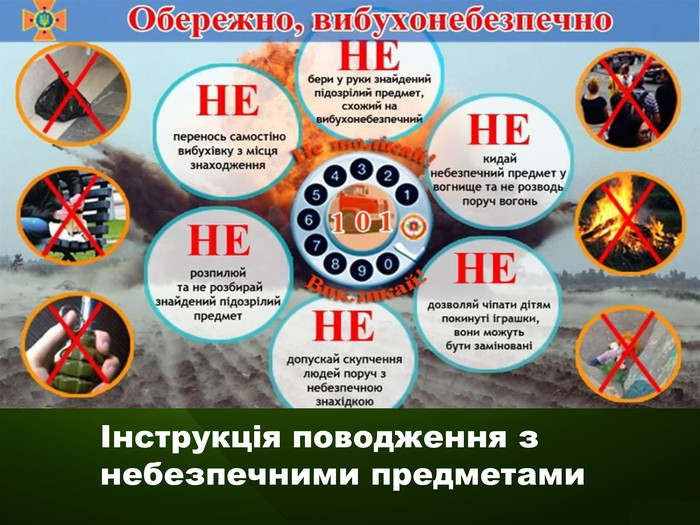 Обережно, вибухонебезпечно
НЕ
бери у руки знайдений
підозрілий предмет,
схожий на
вибухонебезпечний
НЕ
перенось самостіно
вибухівку з місця
знаходження
НЕ
кидай
небезпечний предмет у
вогнище та не розводь
поруч вогонь
Не зволікай!
1 2 3 4 5 6 7 8 9 0
101
Викликай!
НЕ
розпилюй
та не розбирай
знайдений підозрілий
предмет
НЕ
дозволяй чіпати дітям
покинуті іграшки,
вони можуть
бути заміновані
НЕ
допускай скупчення
людей поруч з
небезпечною
знахідкою
Інструкція поводження з
небезпечними предметами